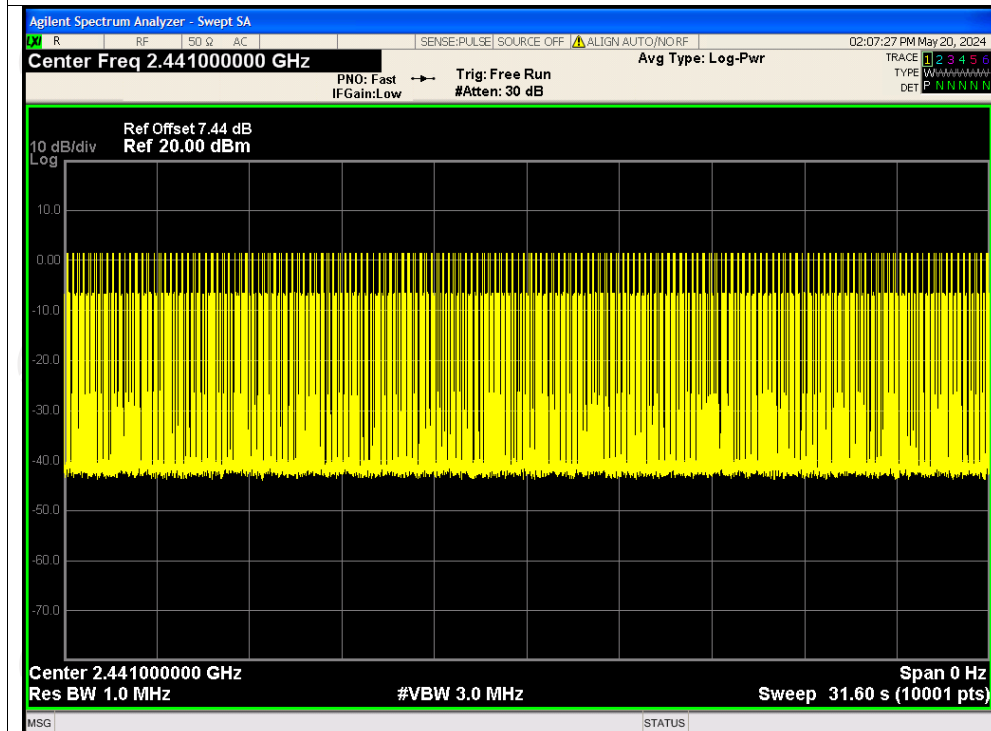 Agilent Spectrum Analyzer - Swept SA
LXI R RF 50 Ω AC SENSE:PULSE SOURCE OFF ALIGN AUTO/NO RF 02:07:27 PM May 20, 2024
Center Freq 2.441000000 GHz Avg Type: Log-Pwr TRACE 1 2 3 4 5 6
PNO: Fast Trig: Free Run TYPE W
IFGain:Low #Atten: 30 dB DET P N N N N N
Ref Offset 7.44 dB
10 dB/div Ref 20.00 dBm
Log
10.0
0.00
-10.0
-20.0
-30.0
-40.0
-50.0
-60.0
-70.0
Center 2.441000000 GHz Span 0 Hz
Res BW 1.0 MHz #VBW 3.0 MHz Sweep 31.60 s (10001 pts)
MSG STATUS